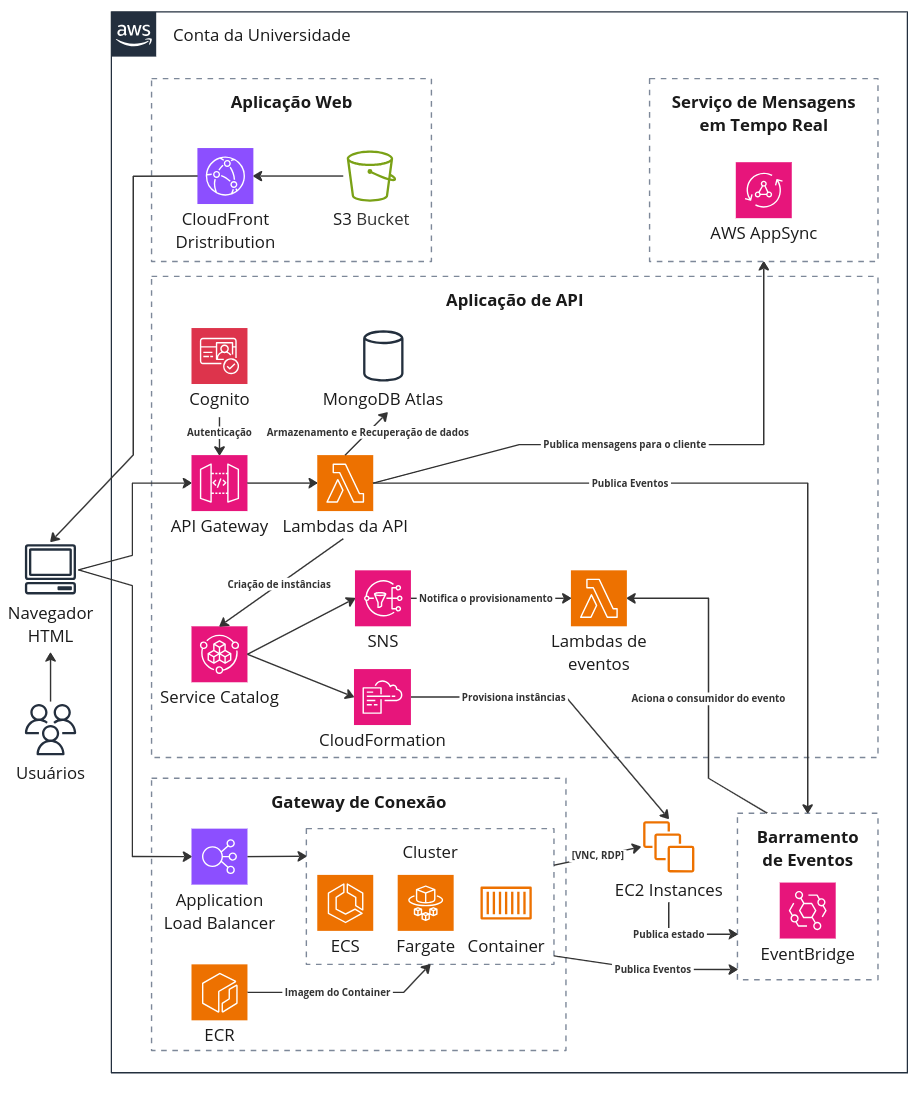 aws
Conta da Universidade
Aplicação Web
CloudFront
Dristribution
S3 Bucket
Serviço de Mensagens
em Tempo Real
AWS AppSync
Aplicação de API
Cognito
MongoDB Atlas
Autenticação
Armazenamento e Recuperação de dados
Publica mensagens para o cliente
Publica Eventos
API Gateway
Lambdas da API
Criação de instâncias
Navegador
HTML
SNS
Notifica o provisionamento
Lambdas de
eventos
Service Catalog
CloudFormation
Provisiona instâncias
Aciona o consumidor do evento
Usuários
Gateway de Conexão
Application
Load Balancer
Cluster
ECS
Fargate
Container
ECR
Imagem do Container
[VNC, RDP]
EC2 Instances
Publica estado
Publica Eventos
Barramento
de Eventos
EventBridge